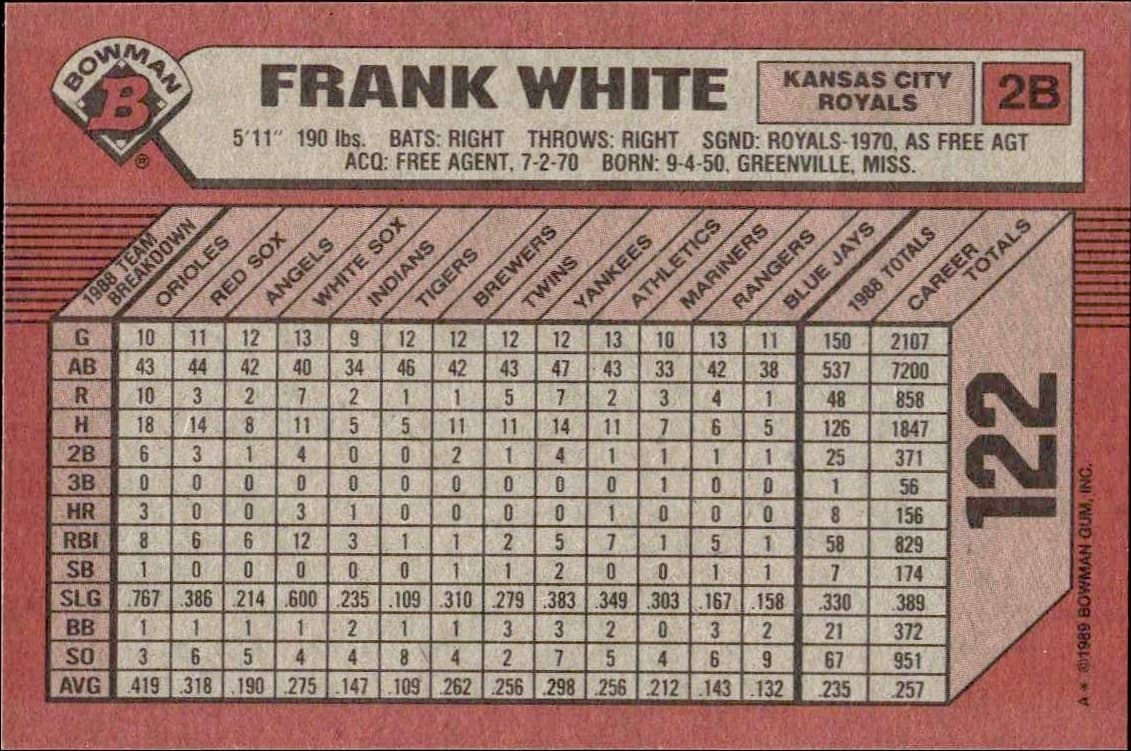 BOWMAN
B
®
FRANK WHITE
KANSAS CITY
ROYALS
2B
5'11" 190 lbs. BATS: RIGHT THROWS: RIGHT SGND: ROYALS-1970, AS FREE AGT
ACQ: FREE AGENT, 7-2-70 BORN: 9-4-50, GREENVILLE, MISS.
1988 TEAM BREAKDOWN ORIOLES RED SOX ANGELS WHITE SOX INDIANS TIGERS BREWERS TWINS YANKEES ATHLETICS MARINERS RANGERS BLUE JAYS 1988 TOTALS CAREER TOTALS
G 10 11 12 13 9 12 12 12 12 13 10 13 11 150 2107
AB 43 44 42 40 34 46 42 43 47 43 33 42 38 537 7200
R 10 3 2 7 2 1 1 5 7 2 3 4 1 48 858
H 18 14 8 11 5 5 11 11 14 11 7 6 5 126 1847
2B 6 3 1 4 0 0 2 1 4 1 1 1 1 25 371
3B 0 0 0 0 0 0 0 0 0 0 1 0 0 1 56
HR 3 0 0 3 1 0 0 0 0 1 0 0 0 8 156
RBI 8 6 6 12 3 1 1 2 5 7 1 5 1 58 829
SB 1 0 0 0 0 0 1 1 2 0 0 1 1 7 174
SLG .767 .386 .214 .600 .235 .109 .310 .279 .383 .349 .303 .167 .158 .330 .389
BB 1 1 1 1 2 1 1 3 3 2 0 3 2 21 372
SO 3 6 5 4 4 8 4 2 7 5 4 6 9 67 951
AVG .419 .318 .190 .275 .147 .109 .262 .256 .298 .256 .212 .143 .132 .235 .257
122
A * ©1989 BOWMAN GUM, INC.